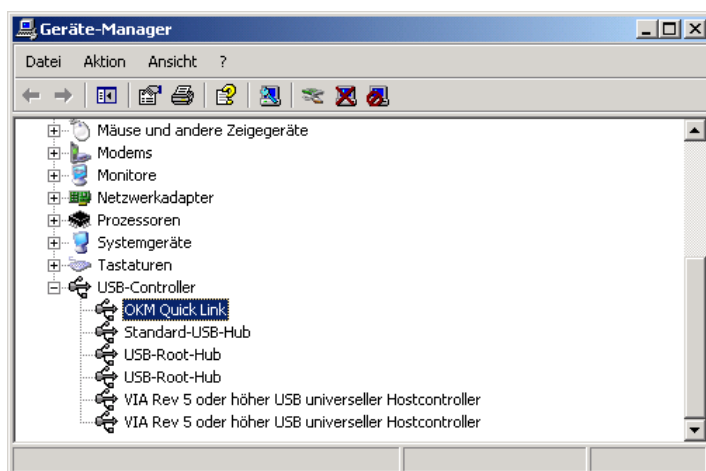 Geräte-Manager
Datei Aktion Ansicht ?
Mäuse und andere Zeigegeräte
Modems
Monitore
Netzwerkadapter
Prozessoren
Systemgeräte
Tastaturen
USB-Controller
OKM Quick Link
Standard-USB-Hub
USB-Root-Hub
USB-Root-Hub
VIA Rev 5 oder höher USB universeller Hostcontroller
VIA Rev 5 oder höher USB universeller Hostcontroller